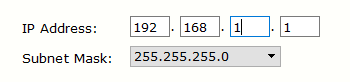 IP Address: 192 . 168 . 1 . 1
Subnet Mask: 255.255.255.0